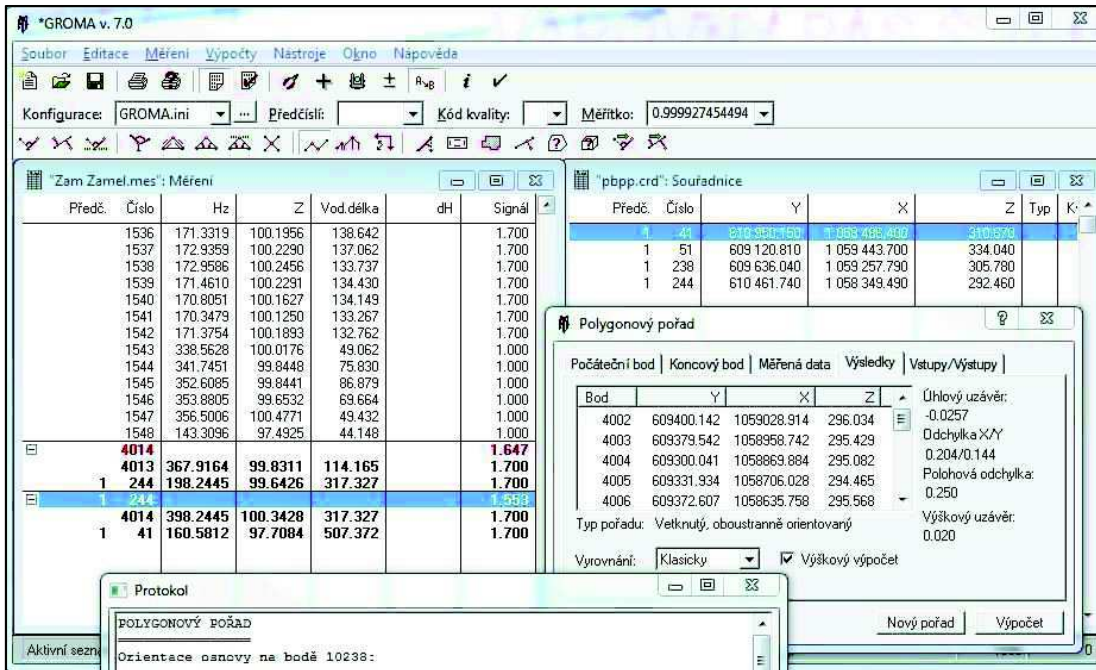 *GROMA v. 7.0
Soubor Editace Měření Výpočty Nástroje Okno Nápověda
Konfigurace: GROMA.ini ... Předčíslí: Kód kvality: Měřítko: 0.999927454494
"Zam Zamel.mes": Měření
Předč. Číslo Hz Z Vod.délka dH Signál
1536 171.3319 100.1956 138.642 1.700
1537 172.9359 100.2290 137.062 1.700
1538 172.9586 100.2456 133.737 1.700
1539 171.4610 100.2291 134.430 1.700
1540 170.8051 100.1627 134.149 1.700
1541 170.3479 100.1250 133.267 1.700
1542 171.3754 100.1893 132.762 1.700
1543 338.5628 100.0176 49.062 1.000
1544 341.7451 99.8448 75.830 1.000
1545 352.6085 99.8441 86.879 1.000
1546 353.8805 99.6532 69.664 1.000
1547 356.5006 100.4771 49.432 1.000
1548 143.3096 97.4925 44.148 1.000
4014 1.647
4013 367.9164 99.8311 114.165 1.700
1 244 198.2445 99.6426 317.327 1.700
1 244 1.553
4014 398.2445 100.3428 317.327 1.700
1 41 160.5812 97.7084 507.372 1.700
"pbpp.crd": Souřadnice
Předč. Číslo Y X Z Typ K
1 41 310.570
1 51 609 120.810 1 059 443.700 334.040
1 238 609 636.040 1 059 257.790 305.780
1 244 610 461.740 1 058 349.490 292.460
Polygonový pořad
Počáteční bod Koncový bod Měřená data Výsledky Vstupy/Výstupy
Bod Y X Z
4002 609400.142 1059028.914 296.034
4003 609379.542 1058958.742 295.429
4004 609300.041 1058869.884 295.082
4005 609331.934 1058706.028 294.465
4006 609372.607 1058635.758 295.568
Úhlový uzávěr:
-0.0257
Odchylka X/Y
0.204/0.144
Polohová odchylka:
0.250
Výškový uzávěr:
0.020
Typ pořadu: Vetknutý, oboustranně orientovaný
Vyrovnání: Klasicky Výškový výpočet
Nový pořad Výpočet
Protokol
POLYGONOVÝ POŘAD
Orientace osnovy na bodě 10238:
Aktivní sezn